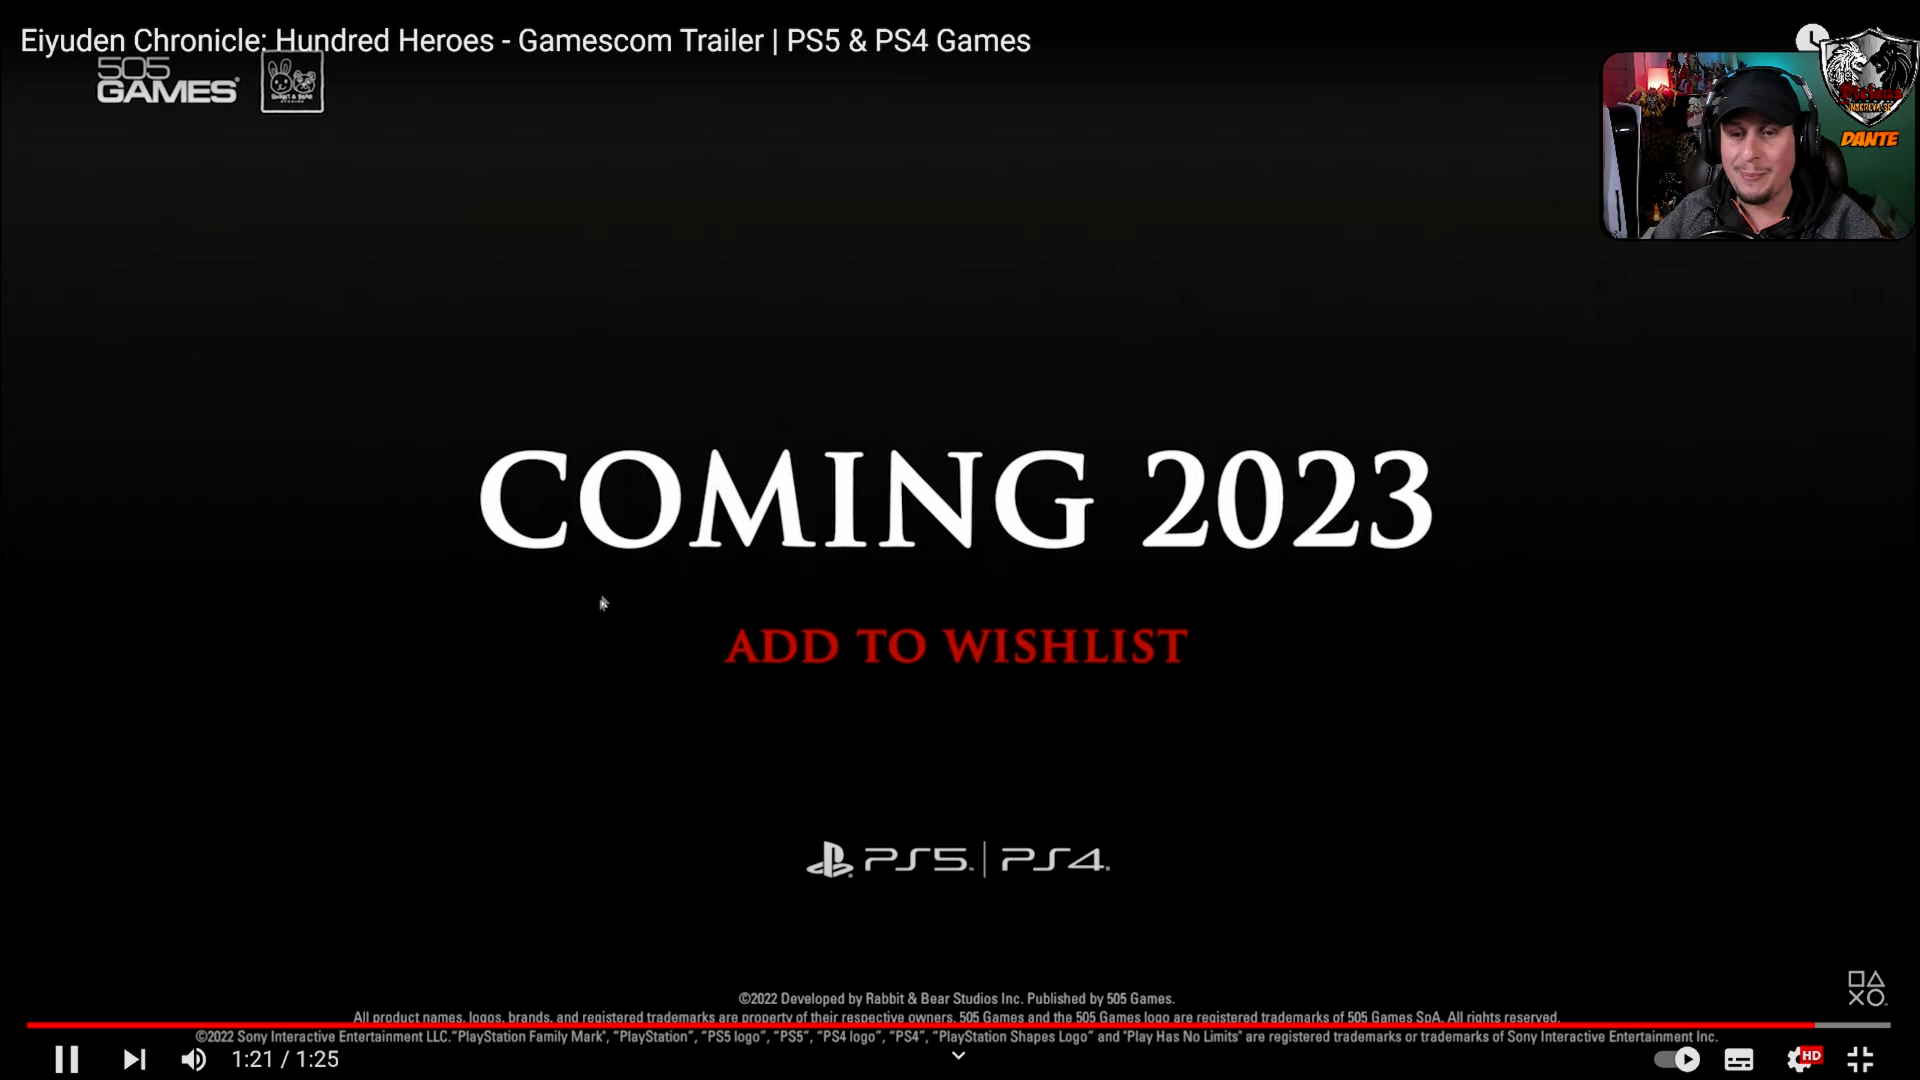 Eiyuden Chronicle: Hundred Heroes - Gamescom Trailer | PS5 & PS4 Games
505
GAMES
RABBIT & BEAR
STUDIOS
INSCREVA-SE
DANTE
COMING 2023
ADD TO WISHLIST
PS5 | PS4
©2022 Developed by Rabbit & Bear Studios Inc. Published by 505 Games.
All product names, logos, brands, and registered trademarks are property of their respective owners. 505 Games and the 505 Games logo are registered trademarks of 505 Games SpA. All rights reserved.
©2022 Sony Interactive Entertainment LLC."PlayStation Family Mark", "PlayStation", "PS5 logo", "PS5", "PS4 logo", "PS4", "PlayStation Shapes Logo" and "Play Has No Limits" are registered trademarks or trademarks of Sony Interactive Entertainment Inc.
1:21 / 1:25
HD